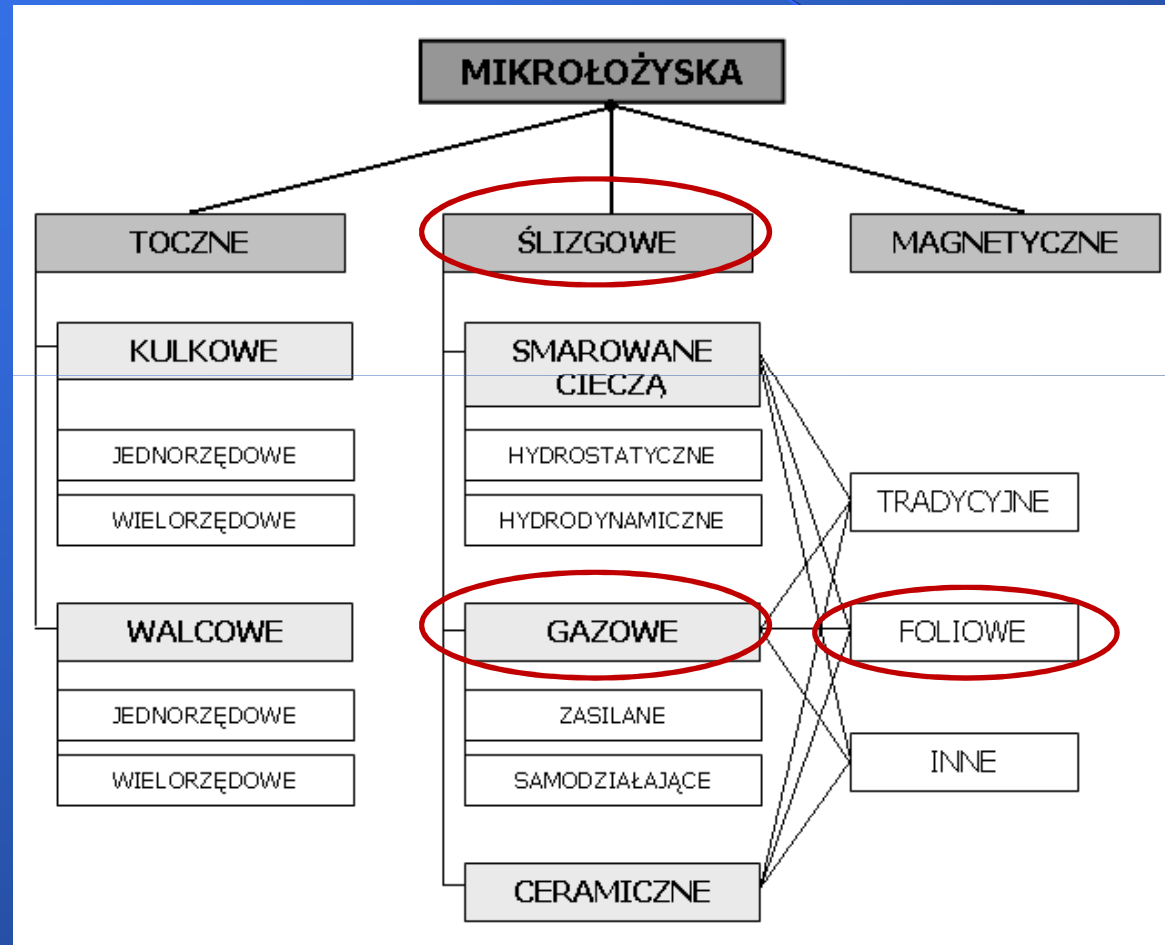 MIKROŁOŻYSKA
TOCZNE
ŚLIZGOWE
MAGNETYCZNE
KULKOWE
JEDNORZĘDOWE
WIELORZĘDOWE
WALCOWE
JEDNORZĘDOWE
WIELORZĘDOWE
SMAROWANE
CIECZĄ
HYDROSTATYCZNE
HYDRODYNAMICZNE
GAZOWE
ZASILANE
SAMODZIAŁAJĄCE
CERAMICZNE
TRADYCYJNE
FOLIOWE
INNE